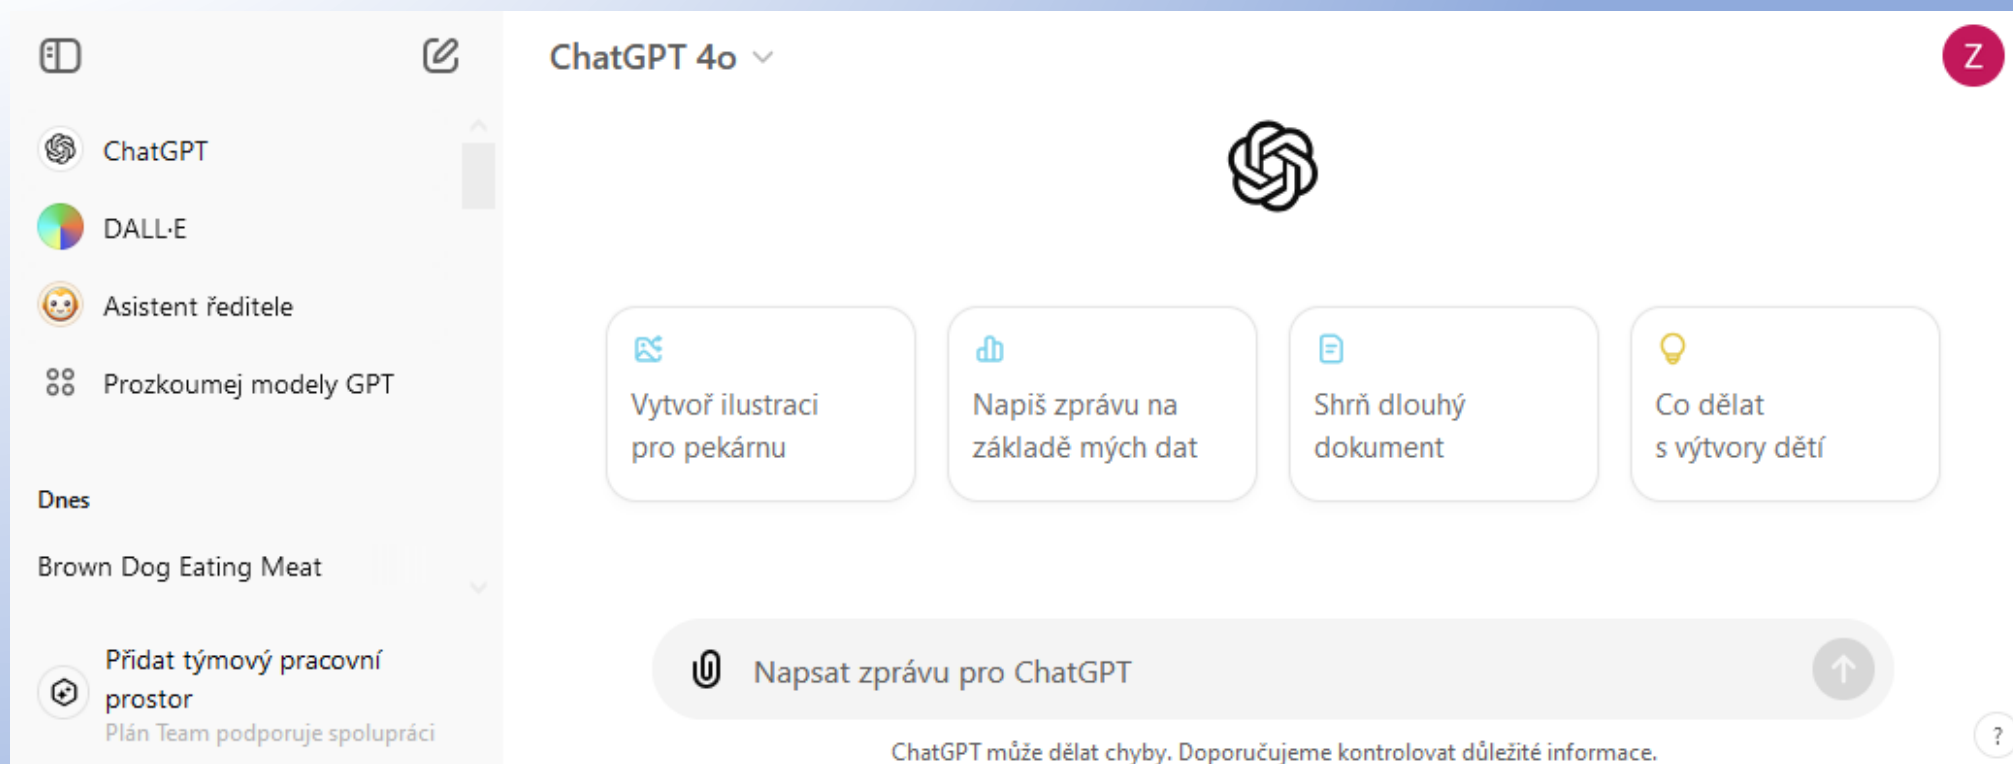 ChatGPT
DALL·E
Asistent ředitele
Prozkoumej modely GPT
Dnes
Brown Dog Eating Meat
Přidat týmový pracovní
prostor
Plán Team podporuje spolupráci
ChatGPT 4o
Z
Vytvoř ilustraci
pro pekárnu
Napiš zprávu na
základě mých dat
Shrň dlouhý
dokument
Co dělat
s výtvory dětí
Napsat zprávu pro ChatGPT
ChatGPT může dělat chyby. Doporučujeme kontrolovat důležité informace.
?